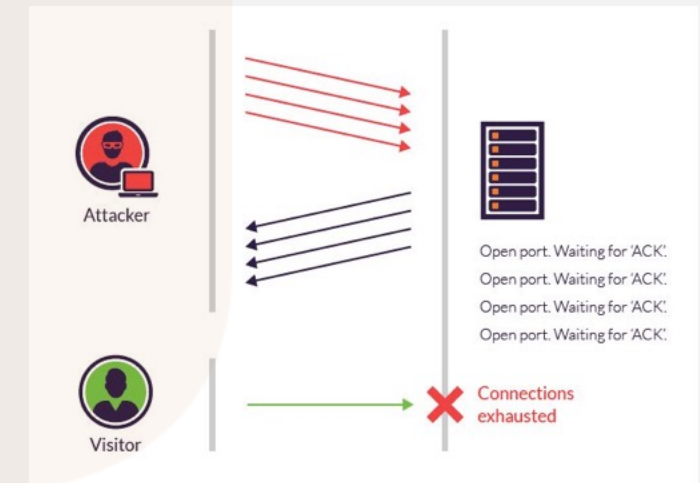 Attacker
Open port. Waiting for 'ACK'.
Open port. Waiting for 'ACK'.
Open port. Waiting for 'ACK'.
Open port. Waiting for 'ACK'.
Connections
exhausted
Visitor